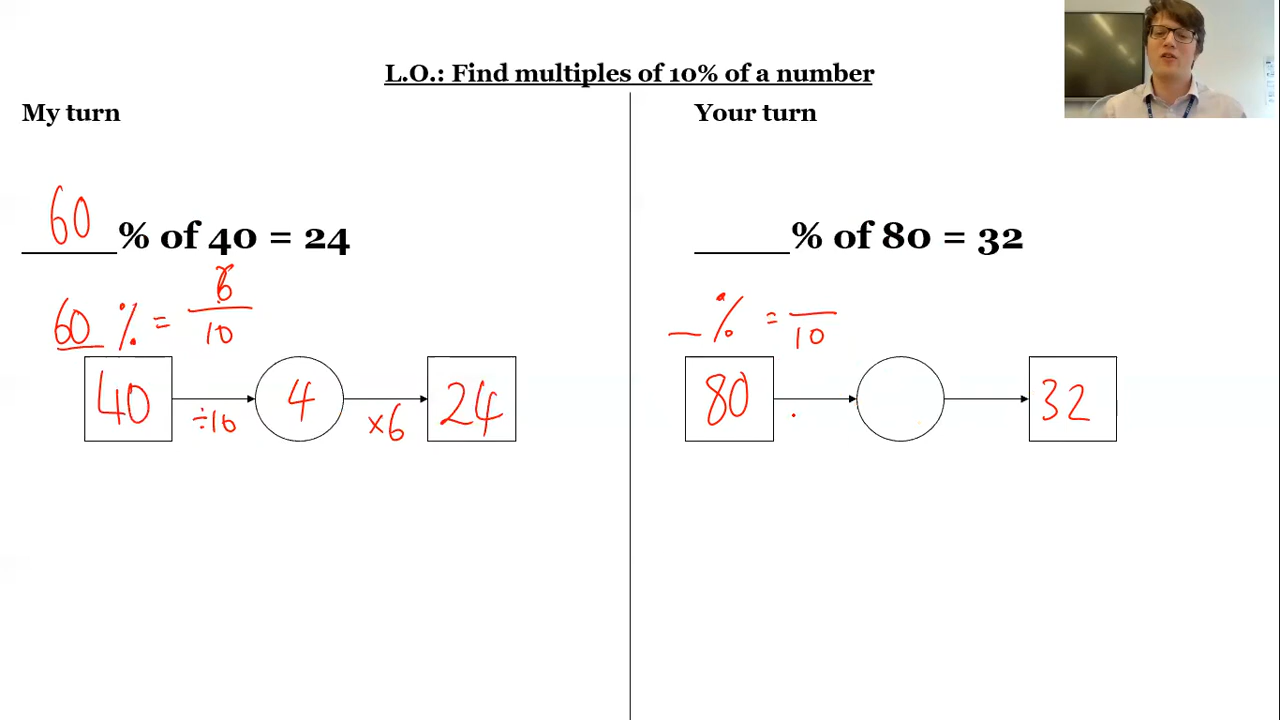 L.O.: Find multiples of 10% of a number
My turn
60 % of 40 = 24
60 % = 6/10
40 ÷10 4 ×6 24
Your turn
_____% of 80 = 32
_ % = /10
80 32